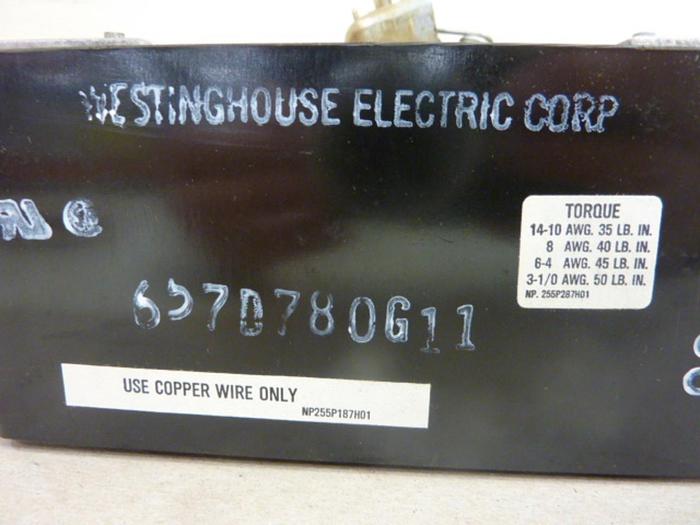 WESTINGHOUSE ELECTRIC CORP
TORQUE
14-10 AWG. 35 LB. IN.
8 AWG. 40 LB. IN.
6-4 AWG. 45 LB. IN.
3-1/0 AWG. 50 LB. IN.
NP. 255P287H01
657D780G11
USE COPPER WIRE ONLY
NP255P187H01